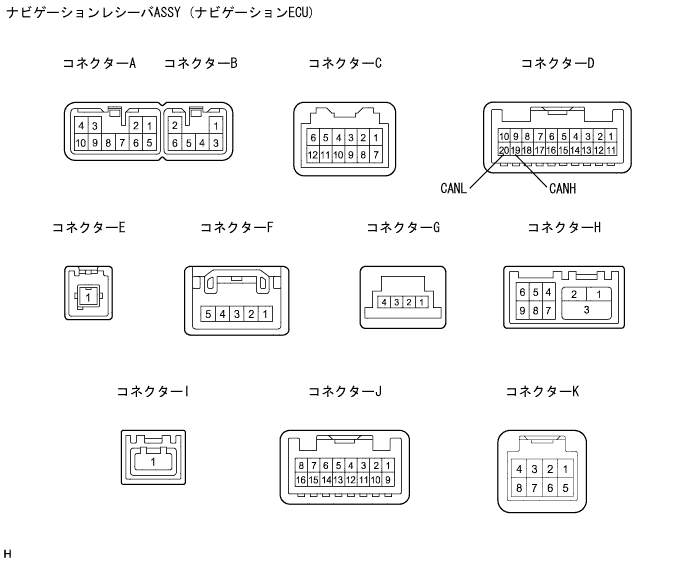 ナビゲーションレシーバASSY (ナビゲーションECU)
コネクターA コネクターB コネクターC コネクターD
4 3 2 1 2 1 6 5 4 3 2 1 10 9 8 7 6 5 4 3 2 1
10 9 8 7 6 5 6 5 4 3 12 11 10 9 8 7 20 19 18 17 16 15 14 13 12 11
CANL CANH
コネクターE コネクターF コネクターG コネクターH
1 5 4 3 2 1 4 3 2 1 6 5 4 2 1
9 8 7 3
コネクターI コネクターJ コネクターK
1 8 7 6 5 4 3 2 1 4 3 2 1
16 15 14 13 12 11 10 9 8 7 6 5
H